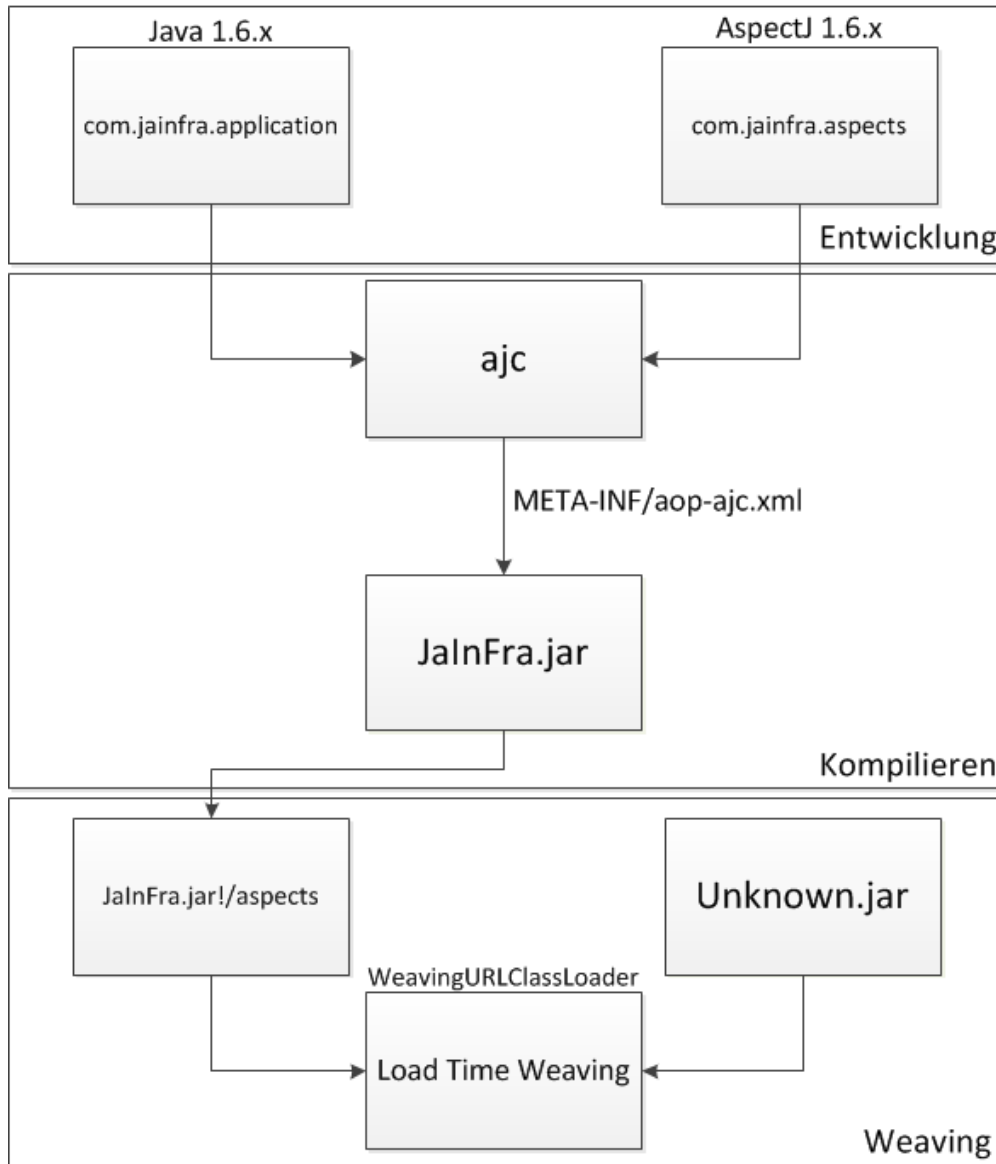 Java 1.6.x
AspectJ 1.6.x
com.jainfra.application
com.jainfra.aspects
Entwicklung
ajc
META-INF/aop-ajc.xml
JaInFra.jar
Kompilieren
JaInFra.jar!/aspects
Unknown.jar
WeavingURLClassLoader
Load Time Weaving
Weaving